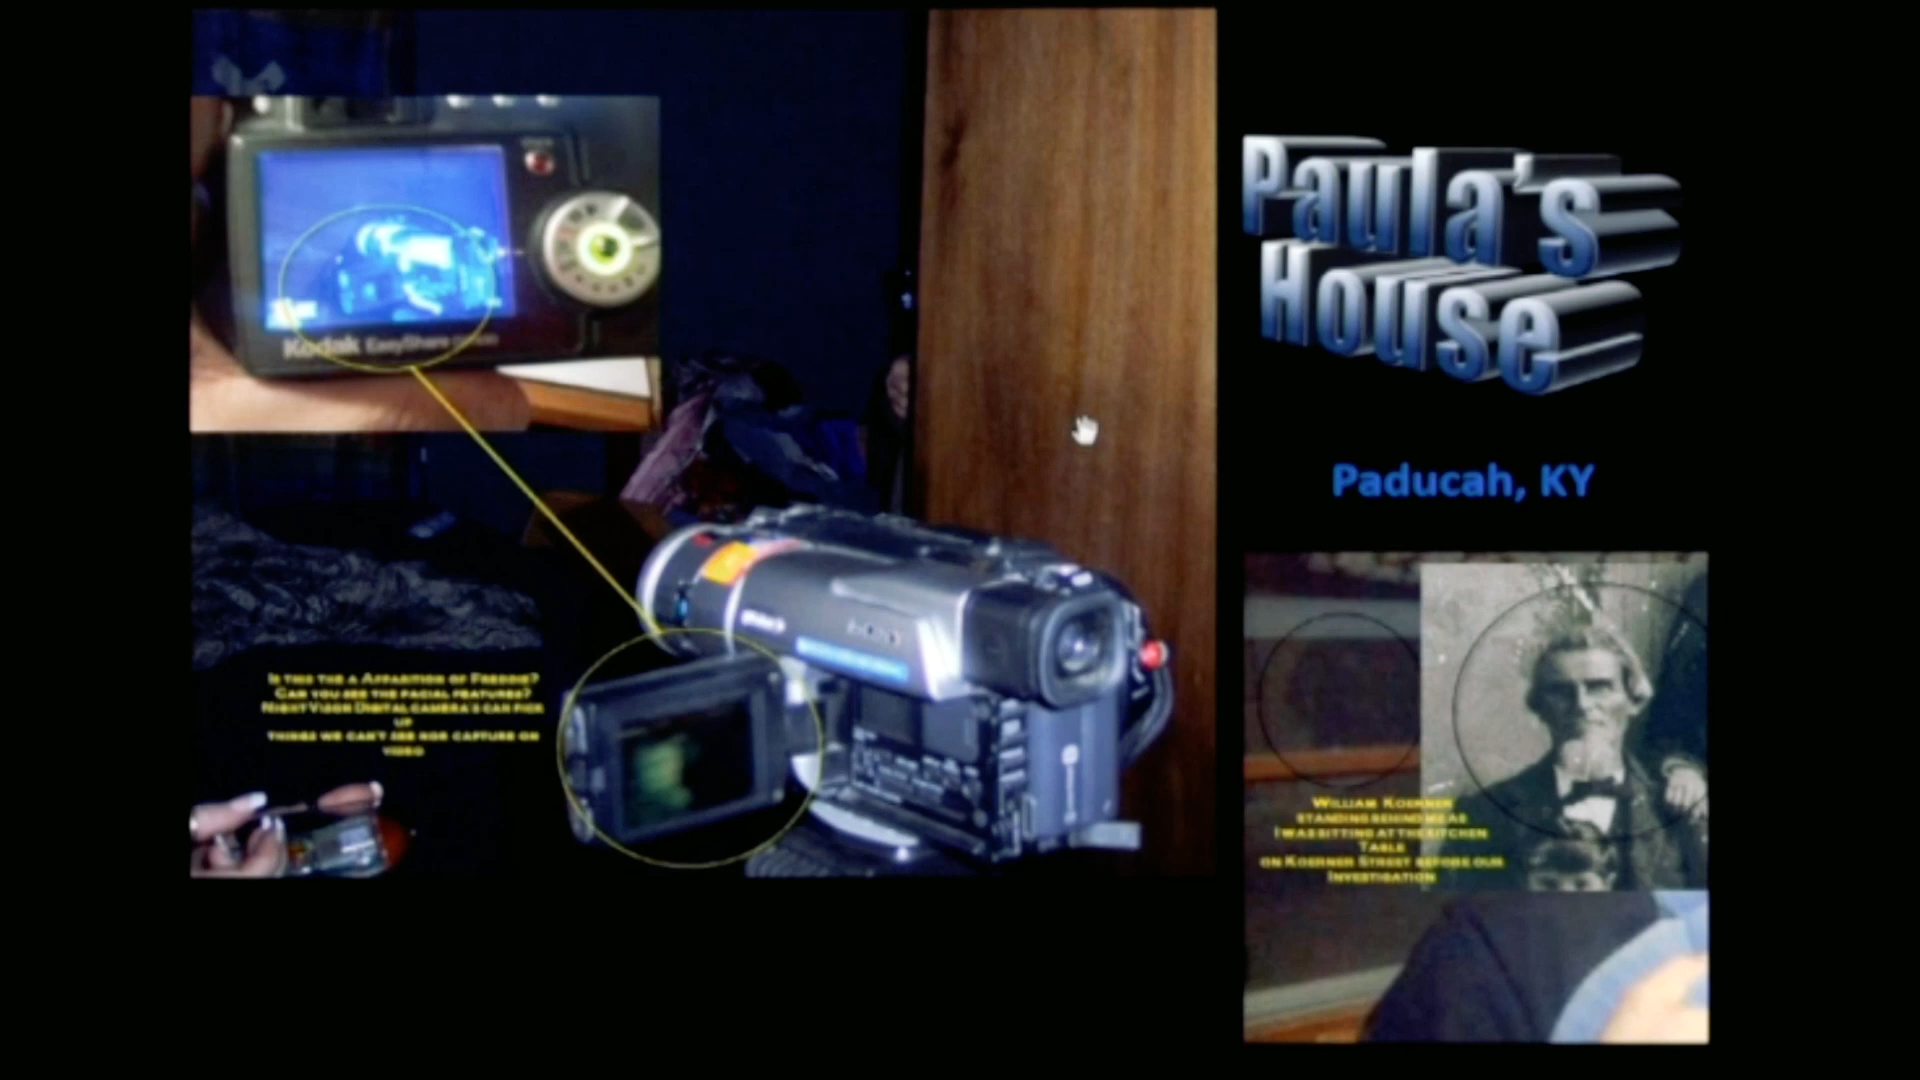 Paula's
House
Paducah, KY
Kodak EasyShare
SONY
Is this the a Apparition of Freddie?
Can you see the facial features?
Night Vison Digital camera's can pick
up
things we can't see nor capture on
video
William Koerner
standing behind me as
I was sitting at the kitchen
Table
on Koerner Street before our
Investigation